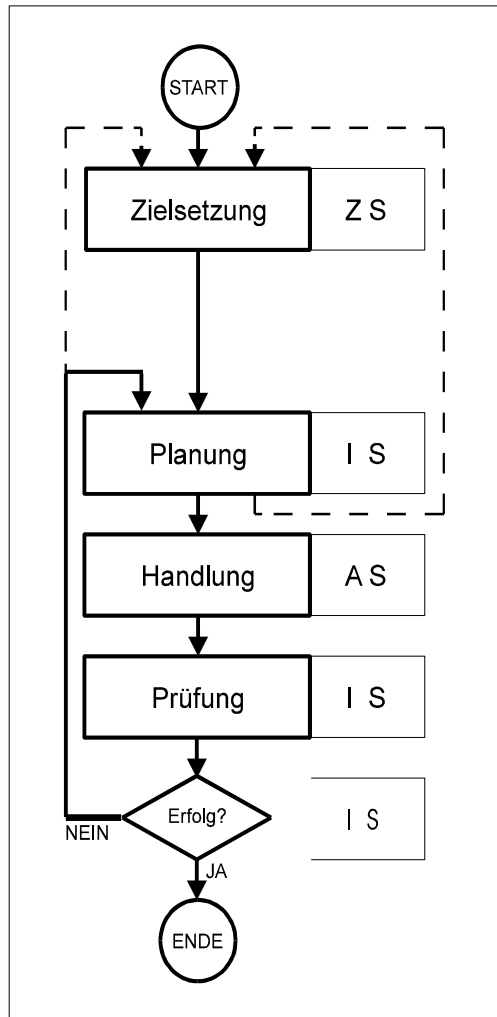 START
Zielsetzung
Z S
Planung
I S
Handlung
A S
Prüfung
I S
Erfolg?
I S
NEIN
JA
ENDE